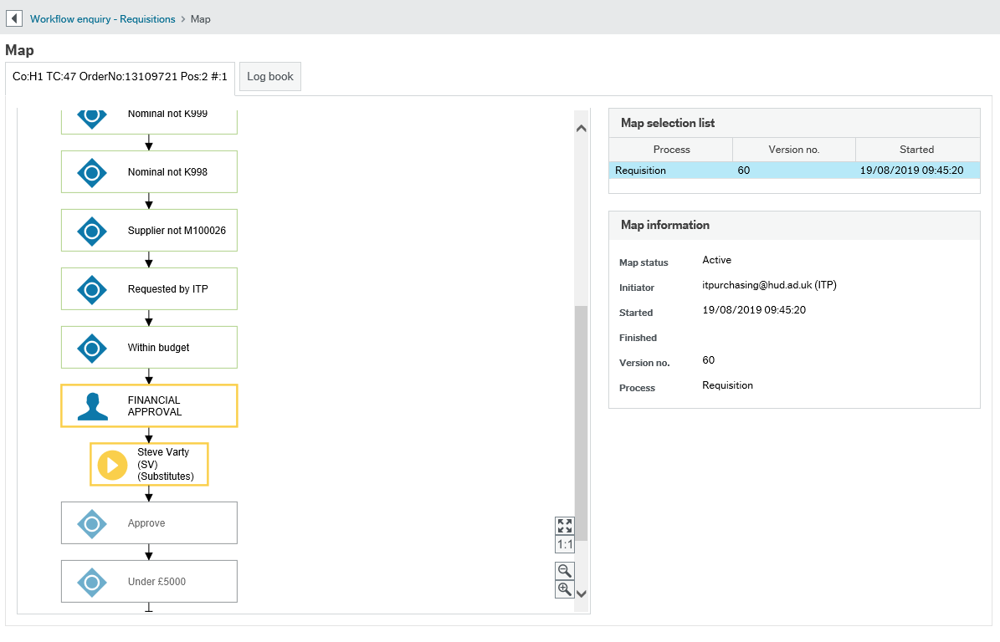 Workflow enquiry - Requisitions > Map
Map
Co:H1 TC:47 OrderNo:13109721 Pos:2 #:1
Log book
Nominal not K999
Nominal not K998
Supplier not M100026
Requested by ITP
Within budget
FINANCIAL
APPROVAL
Steve Varty
(SV)
(Substitutes)
Approve
Under £5000
1:1
Map selection list
Process Version no. Started
Requisition 60 19/08/2019 09:45:20
Map information
Map status Active
Initiator itpurchasing@hud.ad.uk (ITP)
Started 19/08/2019 09:45:20
Finished
Version no. 60
Process Requisition